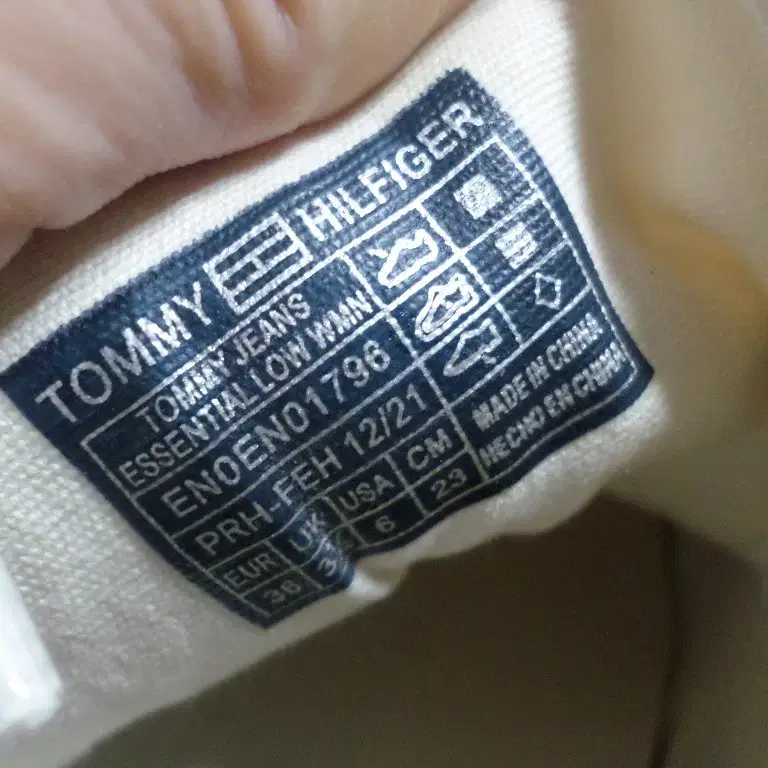 TOMMY HILFIGER
TOMMY JEANS
ESSENTIAL LOW WMN
EN0EN01796
PRH-FEH 12/21
EUR UK USA CM
36 6 23
MADE IN CHINA
HECHO EN CHINA